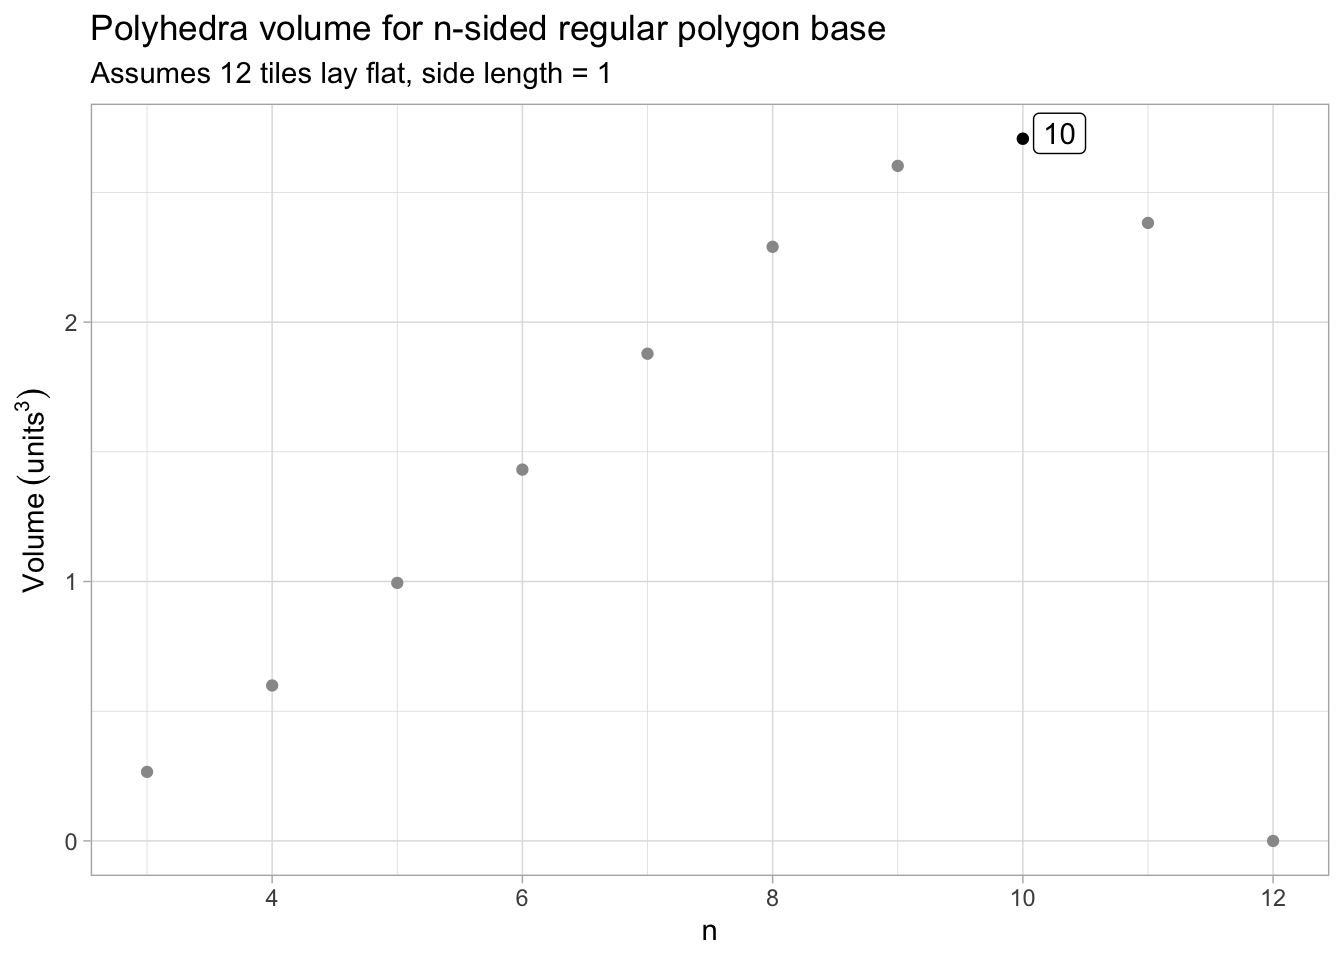 Polyhedra volume for n-sided regular polygon base
Assumes 12 tiles lay flat, side length = 1
10
Volume (units³)
2
1
0
4
6
8
10
12
n